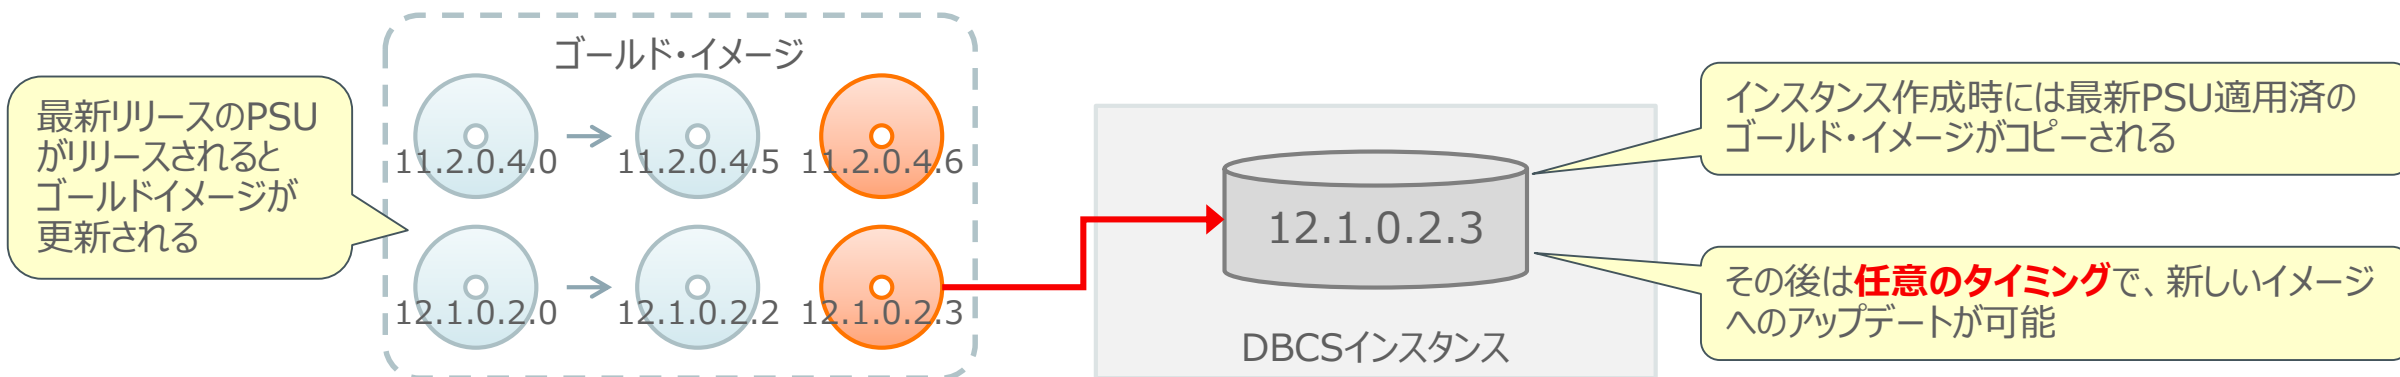 ゴールド・イメージ
最新リリースのPSU
がリリースされると
ゴールドイメージが
更新される
11.2.0.4.0
11.2.0.4.5
11.2.0.4.6
12.1.0.2.0
12.1.0.2.2
12.1.0.2.3
12.1.0.2.3
DBCSインスタンス
インスタンス作成時には最新PSU適用済の
ゴールド・イメージがコピーされる
その後は任意のタイミングで、新しいイメージ
へのアップデートが可能